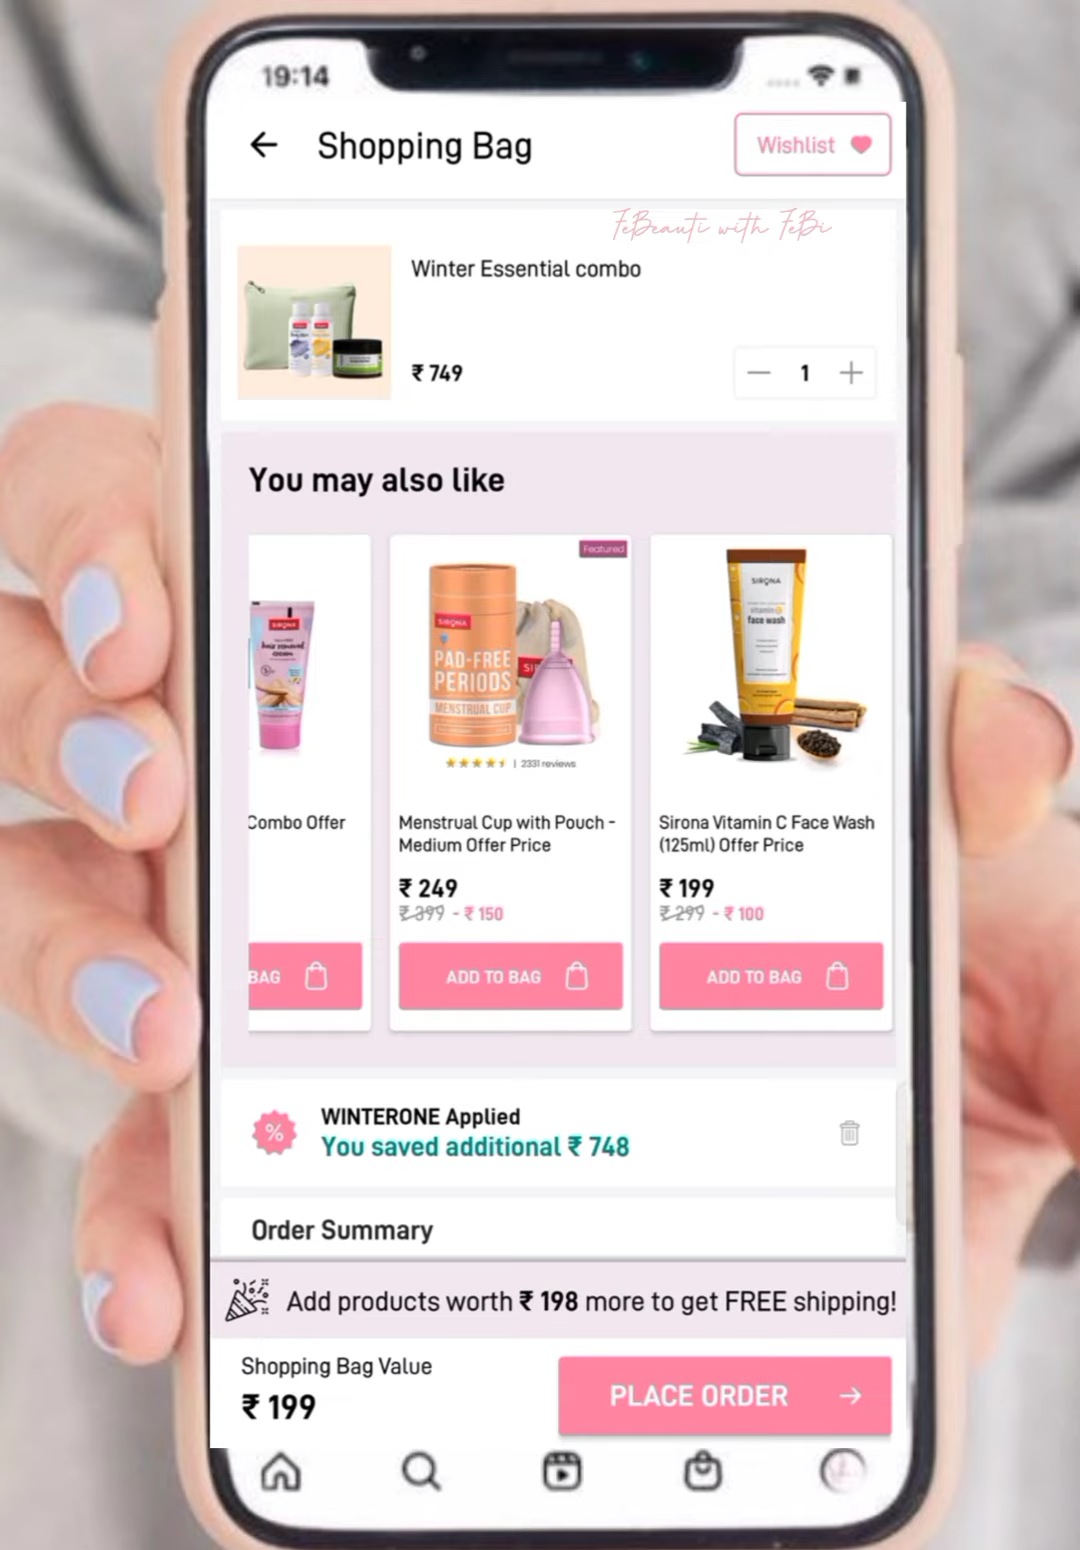 19:14
Shopping Bag
Wishlist
FeBeauti with FeBi
Winter Essential combo
₹ 749
1
You may also like
Featured
SIRONA
hair removal
cream
SIRONA
PAD-FREE
PERIODS
MENSTRUAL CUP
| 2331 reviews
SIRONA
vitamin C
face wash
Combo Offer
Menstrual Cup with Pouch -
Medium Offer Price
Sirona Vitamin C Face Wash
(125ml) Offer Price
₹ 249
₹ 399 - ₹ 150
₹ 199
₹ 299 - ₹ 100
BAG
ADD TO BAG
ADD TO BAG
%
WINTERONE Applied
You saved additional ₹ 748
Order Summary
Add products worth ₹ 198 more to get FREE shipping!
Shopping Bag Value
₹ 199
PLACE ORDER